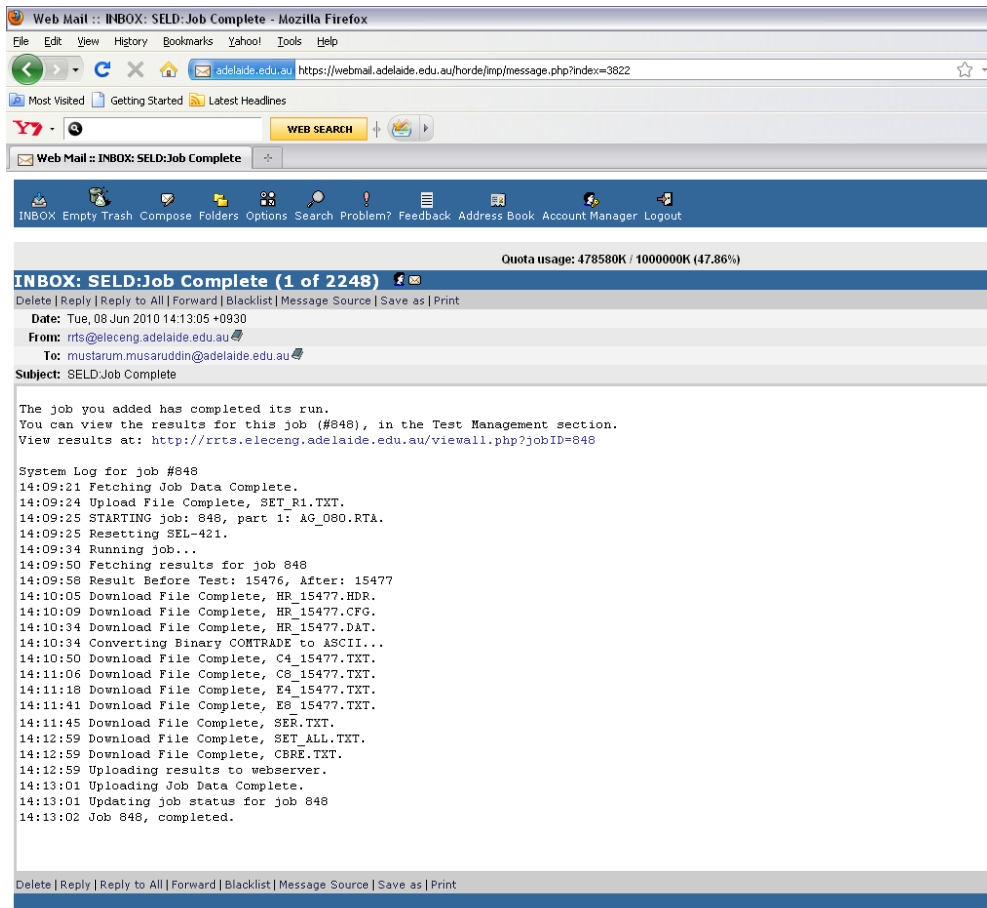 Web Mail :: INBOX: SELD:Job Complete - Mozilla Firefox
File Edit View History Bookmarks Yahoo! Tools Help
adelaide.edu.au https://webmail.adelaide.edu.au/horde/imp/message.php?index=3822
Most Visited Getting Started Latest Headlines
Y7 WEB SEARCH
Web Mail :: INBOX: SELD:Job Complete
INBOX Empty Trash Compose Folders Options Search Problem? Feedback Address Book Account Manager Logout
Quota usage: 478580K / 1000000K (47.86%)
INBOX: SELD:Job Complete (1 of 2248)
Delete | Reply | Reply to All | Forward | Blacklist | Message Source | Save as | Print
Date: Tue, 08 Jun 2010 14:13:05 +0930
From: rrts@eleceng.adelaide.edu.au
To: mustarum.musaruddin@adelaide.edu.au
Subject: SELD:Job Complete
The job you added has completed its run.
You can view the results for this job (#848), in the Test Management section.
View results at: http://rrts.eleceng.adelaide.edu.au/viewall.php?jobID=848
System Log for job #848
14:09:21 Fetching Job Data Complete.
14:09:24 Upload File Complete, SET_R1.TXT.
14:09:25 STARTING job: 848, part 1: AG_080.RTA.
14:09:25 Resetting SEL-421.
14:09:34 Running job...
14:09:50 Fetching results for job 848
14:09:58 Result Before Test: 15476, After: 15477
14:10:05 Download File Complete, HR_15477.HDR.
14:10:09 Download File Complete, HR_15477.CFG.
14:10:34 Download File Complete, HR_15477.DAT.
14:10:34 Converting Binary COMTRADE to ASCII...
14:10:50 Download File Complete, C4_15477.TXT.
14:11:06 Download File Complete, C8_15477.TXT.
14:11:18 Download File Complete, E4_15477.TXT.
14:11:41 Download File Complete, E8_15477.TXT.
14:11:45 Download File Complete, SER.TXT.
14:12:59 Download File Complete, SET_ALL.TXT.
14:12:59 Download File Complete, CBRE.TXT.
14:12:59 Uploading results to webserver.
14:13:01 Uploading Job Data Complete.
14:13:01 Updating job status for job 848
14:13:02 Job 848, completed.
Delete | Reply | Reply to All | Forward | Blacklist | Message Source | Save as | Print